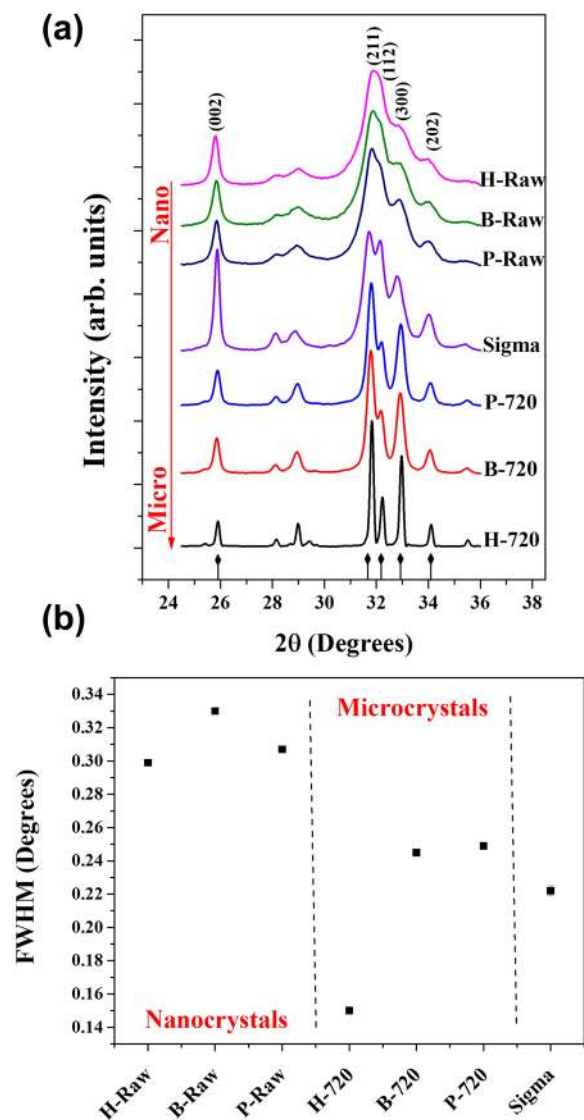 (a)
(002)
(211)
(112)
(300)
(202)
H-Raw
B-Raw
P-Raw
Sigma
P-720
B-720
H-720
Nano
Micro
Intensity (arb. units)
24 26 28 30 32 34 36 38
2θ (Degrees)
(b)
Microcrystals
Nanocrystals
0.34
0.32
0.30
0.28
0.26
0.24
0.22
0.20
0.18
0.16
0.14
FWHM (Degrees)
H-Raw
B-Raw
P-Raw
H-720
B-720
P-720
Sigma